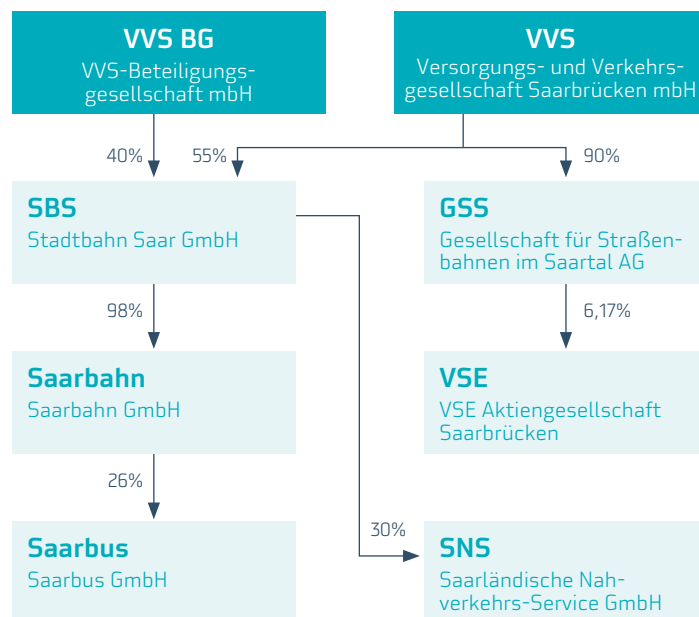 VVS BG
VVS-Beteiligungs-
gesellschaft mbH
VVS
Versorgungs- und Verkehrs-
gesellschaft Saarbrücken mbH
40%
55%
90%
SBS
Stadtbahn Saar GmbH
GSS
Gesellschaft für Straßen-
bahnen im Saartal AG
98%
6,17%
Saarbahn
Saarbahn GmbH
VSE
VSE Aktiengesellschaft
Saarbrücken
26%
30%
Saarbus
Saarbus GmbH
SNS
Saarländische Nah-
verkehrs-Service GmbH